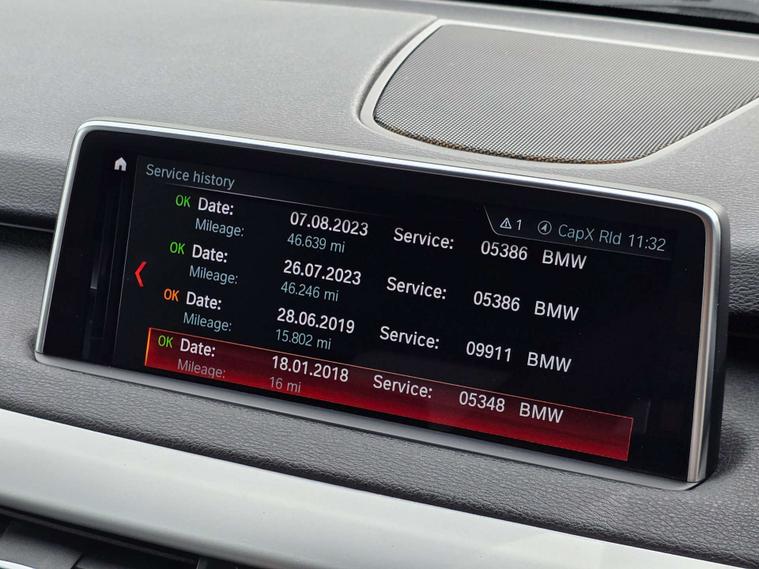 Service history
1 CapX Rld 11:32
OK Date: 07.08.2023 Service: 05386 BMW
Mileage: 46.639 mi
OK Date: 26.07.2023 Service: 05386 BMW
Mileage: 46.246 mi
OK Date: 28.06.2019 Service: 09911 BMW
Mileage: 15.802 mi
OK Date: 18.01.2018 Service: 05348 BMW
Mileage: 16 mi